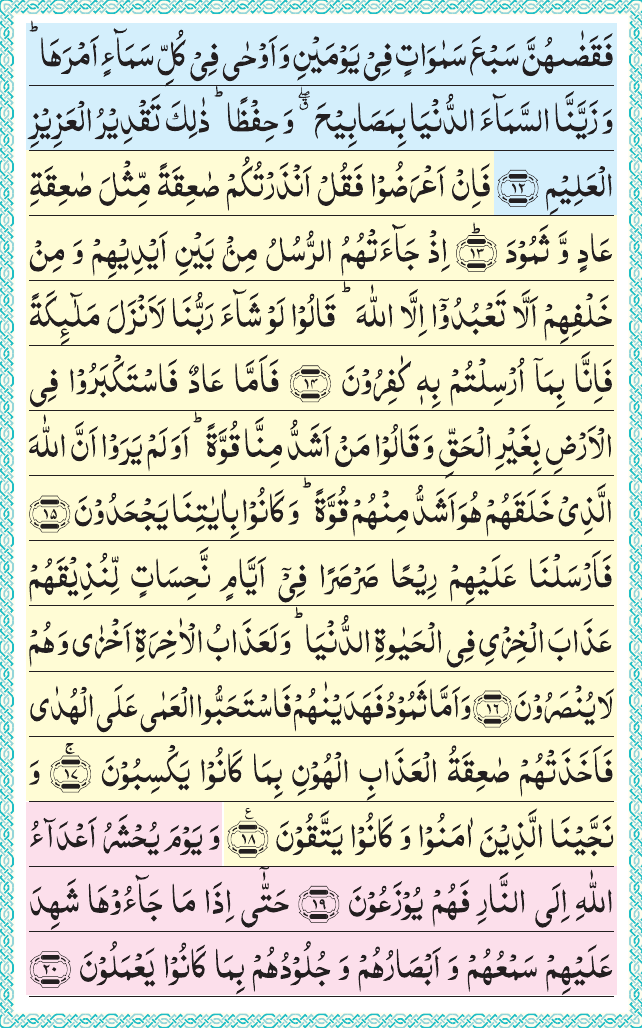 فَقَضٰىهُنَّ سَبْعَ سَمٰوَاتٍ فِیْ یَوْمَیْنِ وَ اَوْحٰی فِیْ كُلِّ سَمَآءٍ اَمْرَهَا ؕ
وَ زَیَّنَّا السَّمَآءَ الدُّنْیَا بِمَصَابِیْحَ ۖۗ وَ حِفْظًا ؕ ذٰلِكَ تَقْدِیْرُ الْعَزِیْزِ
الْعَلِیْمِ ﴿۱۲﴾ فَاِنْ اَعْرَضُوْا فَقُلْ اَنْذَرْتُكُمْ صٰعِقَةً مِّثْلَ صٰعِقَةِ
عَادٍ وَّ ثَمُوْدَ ﴿ؕ۱۳﴾ اِذْ جَآءَتْهُمُ الرُّسُلُ مِنْۢ بَیْنِ اَیْدِیْهِمْ وَ مِنْ
خَلْفِهِمْ اَلَّا تَعْبُدُوْۤا اِلَّا اللّٰهَ ؕ قَالُوْا لَوْ شَآءَ رَبُّنَا لَاَنْزَلَ مَلٰٓئِكَةً
فَاِنَّا بِمَاۤ اُرْسِلْتُمْ بِهٖ كٰفِرُوْنَ ﴿۱۴﴾ فَاَمَّا عَادٌ فَاسْتَكْبَرُوْا فِی
الْاَرْضِ بِغَیْرِ الْحَقِّ وَ قَالُوْا مَنْ اَشَدُّ مِنَّا قُوَّةً ؕ اَوَ لَمْ یَرَوْا اَنَّ اللّٰهَ
الَّذِیْ خَلَقَهُمْ هُوَ اَشَدُّ مِنْهُمْ قُوَّةً ؕ وَ كَانُوْا بِاٰیٰتِنَا یَجْحَدُوْنَ ﴿۱۵﴾
فَاَرْسَلْنَا عَلَیْهِمْ رِیْحًا صَرْصَرًا فِیْۤ اَیَّامٍ نَّحِسَاتٍ لِّنُذِیْقَهُمْ
عَذَابَ الْخِزْیِ فِی الْحَیٰوةِ الدُّنْیَا ؕ وَ لَعَذَابُ الْاٰخِرَةِ اَخْزٰی وَ هُمْ
لَا یُنْصَرُوْنَ ﴿۱۶﴾ وَ اَمَّا ثَمُوْدُ فَهَدَیْنٰهُمْ فَاسْتَحَبُّوا الْعَمٰی عَلَی الْهُدٰی
فَاَخَذَتْهُمْ صٰعِقَةُ الْعَذَابِ الْهُوْنِ بِمَا كَانُوْا یَكْسِبُوْنَ ﴿ۚ۱۷﴾ وَ
نَجَّیْنَا الَّذِیْنَ اٰمَنُوْا وَ كَانُوْا یَتَّقُوْنَ ﴿۱۸﴾ ع وَ یَوْمَ یُحْشَرُ اَعْدَآءُ
اللّٰهِ اِلَی النَّارِ فَهُمْ یُوْزَعُوْنَ ﴿۱۹﴾ حَتّٰۤی اِذَا مَا جَآءُوْهَا شَهِدَ
عَلَیْهِمْ سَمْعُهُمْ وَ اَبْصَارُهُمْ وَ جُلُوْدُهُمْ بِمَا كَانُوْا یَعْمَلُوْنَ ﴿۲۰﴾